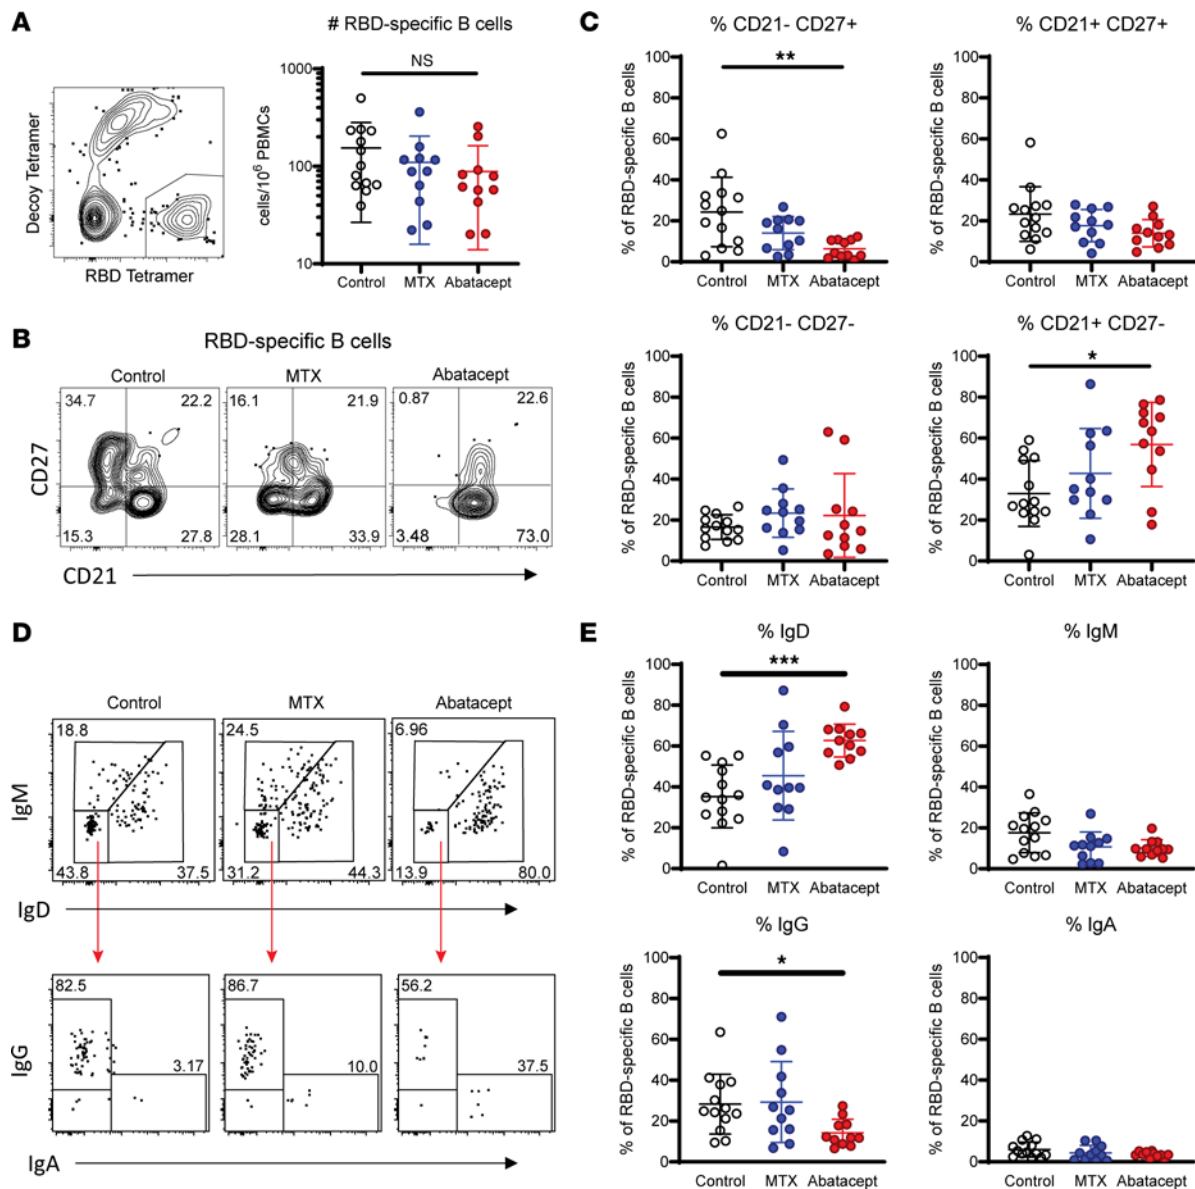 A
# RBD-specific B cells
Decoy Tetramer
RBD Tetramer
cells/10⁶ PBMCs
1000
100
10
NS
Control MTX Abatacept
B
RBD-specific B cells
Control MTX Abatacept
34.7 22.2 16.1 21.9 0.87 22.6
CD27
15.3 27.8 28.1 33.9 3.48 73.0
CD21
C
% CD21- CD27+
% of RBD-specific B cells
100
80
60
40
20
0
**
Control MTX Abatacept
% CD21+ CD27+
% of RBD-specific B cells
100
80
60
40
20
0
Control MTX Abatacept
% CD21- CD27-
% of RBD-specific B cells
100
80
60
40
20
0
Control MTX Abatacept
% CD21+ CD27-
% of RBD-specific B cells
100
80
60
40
20
0
*
Control MTX Abatacept
D
Control MTX Abatacept
18.8 24.5 6.96
IgM
43.8 37.5 31.2 44.3 13.9 80.0
IgD
82.5 86.7 56.2
IgG
3.17 10.0 37.5
IgA
E
% IgD
% of RBD-specific B cells
100
80
60
40
20
0
***
Control MTX Abatacept
% IgM
% of RBD-specific B cells
100
80
60
40
20
0
Control MTX Abatacept
% IgG
% of RBD-specific B cells
100
80
60
40
20
0
*
Control MTX Abatacept
% IgA
% of RBD-specific B cells
100
80
60
40
20
0
Control MTX Abatacept